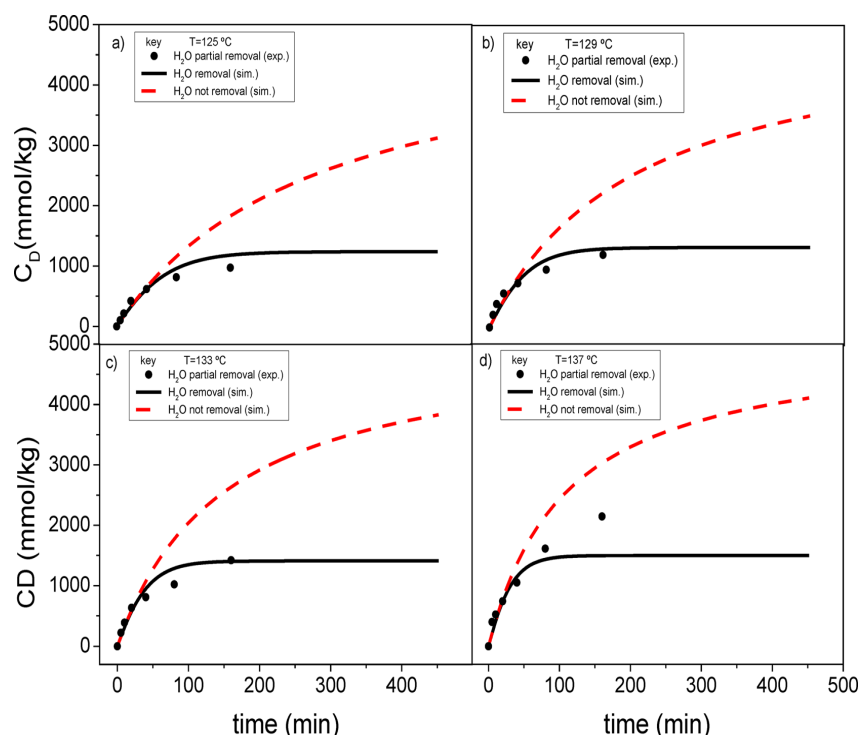 5000
4000
3000
2000
1000
0
C_D(mmol/kg)
a)
key T=125 ºC
H₂O partial removal (exp.)
H₂O removal (sim.)
H₂O not removal (sim.)
b)
key T=129 ºC
H₂O partial removal (exp.)
H₂O removal (sim.)
H₂O not removal (sim.)
5000
4000
3000
2000
1000
0
CD (mmol/kg)
c)
key T=133 ºC
H₂O partial removal (exp.)
H₂O removal (sim.)
H₂O not removal (sim.)
d)
key T=137 ºC
H₂O partial removal (exp.)
H₂O removal (sim.)
H₂O not removal (sim.)
0 100 200 300 400
0 100 200 300 400 500
time (min)
time (min)